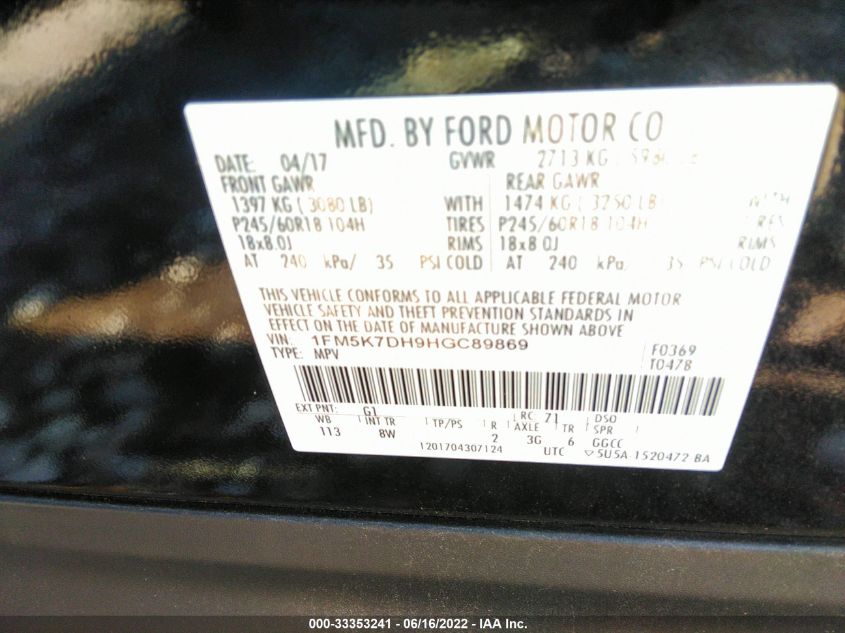 MFD. BY FORD MOTOR CO
DATE: 04/17 GVWR 2713 KG
FRONT GAWR REAR GAWR
1397 KG ( 3080 LB) WITH 1474 KG ( 3250 LB) WITH
P245/60R18 104H TIRES P245/60R18 104H TIRES
18x8.0J RIMS 18x8.0J RIMS
AT 240 kPa/ 35 PSI COLD AT 240 kPa/ 35 PSI COLD
THIS VEHICLE CONFORMS TO ALL APPLICABLE FEDERAL MOTOR
VEHICLE SAFETY AND THEFT PREVENTION STANDARDS IN
EFFECT ON THE DATE OF MANUFACTURE SHOWN ABOVE
VIN: 1FM5K7DH9HGC89869 F0369
TYPE: MPV T0478
EXT PNT: G1 RC: 71 DSO
WB INT TR TP/PS R AXLE TR SPR
113 8W 2 3G 6 GGCC
1201704307124 UTC ▽5U5A 1520472 BA
000-33353241 - 06/16/2022 - IAA Inc.